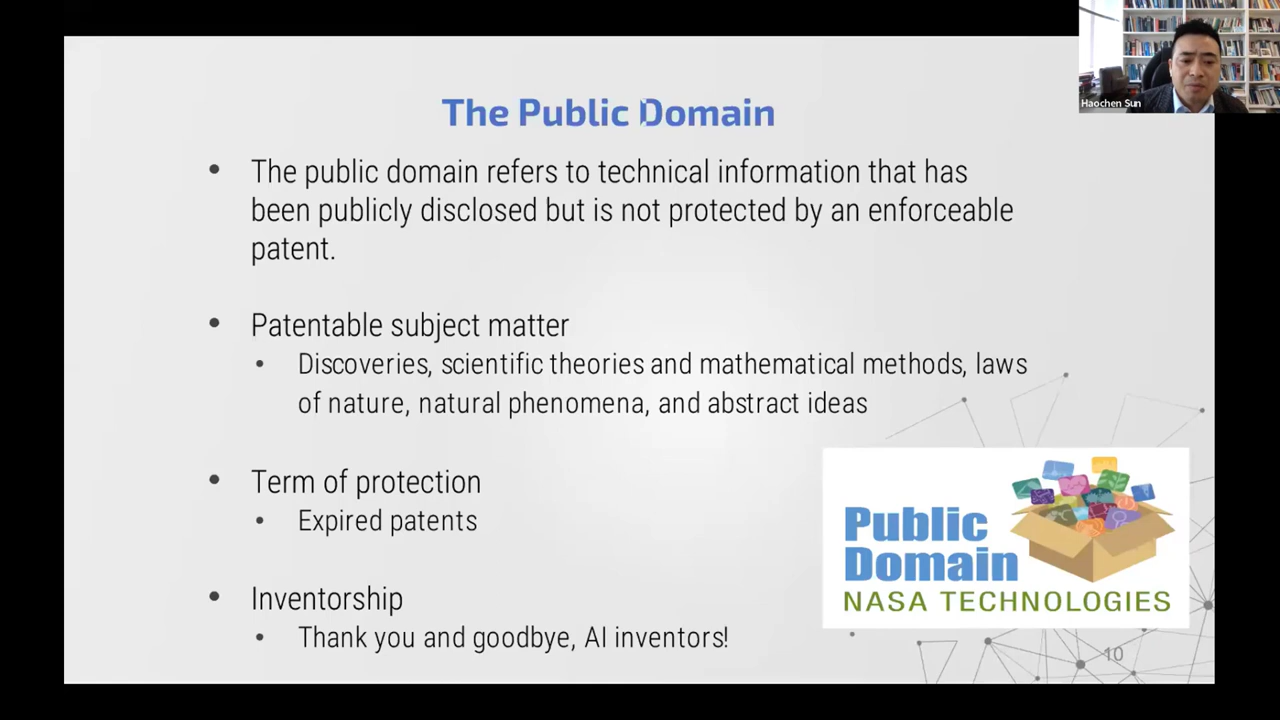 Haochen Sun
The Public Domain
• The public domain refers to technical information that has
been publicly disclosed but is not protected by an enforceable
patent.
• Patentable subject matter
• Discoveries, scientific theories and mathematical methods, laws
of nature, natural phenomena, and abstract ideas
• Term of protection
• Expired patents
• Inventorship
• Thank you and goodbye, AI inventors!
Public
Domain
NASA TECHNOLOGIES
10